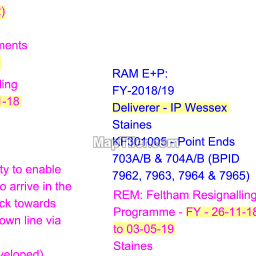 )
ments
ling
1-18
ty to enable
o arrive in the
ck towards
own line via
veloped)
RAM E+P:
FY-2018/19
Deliverer - IP Wessex
Staines
KF301005 - Point Ends
703A/B & 704A/B (BPID
7962, 7963, 7964 & 7965)
REM: Feltham Resignalling
Programme - FY - 26-11-18
to 03-05-19
Staines